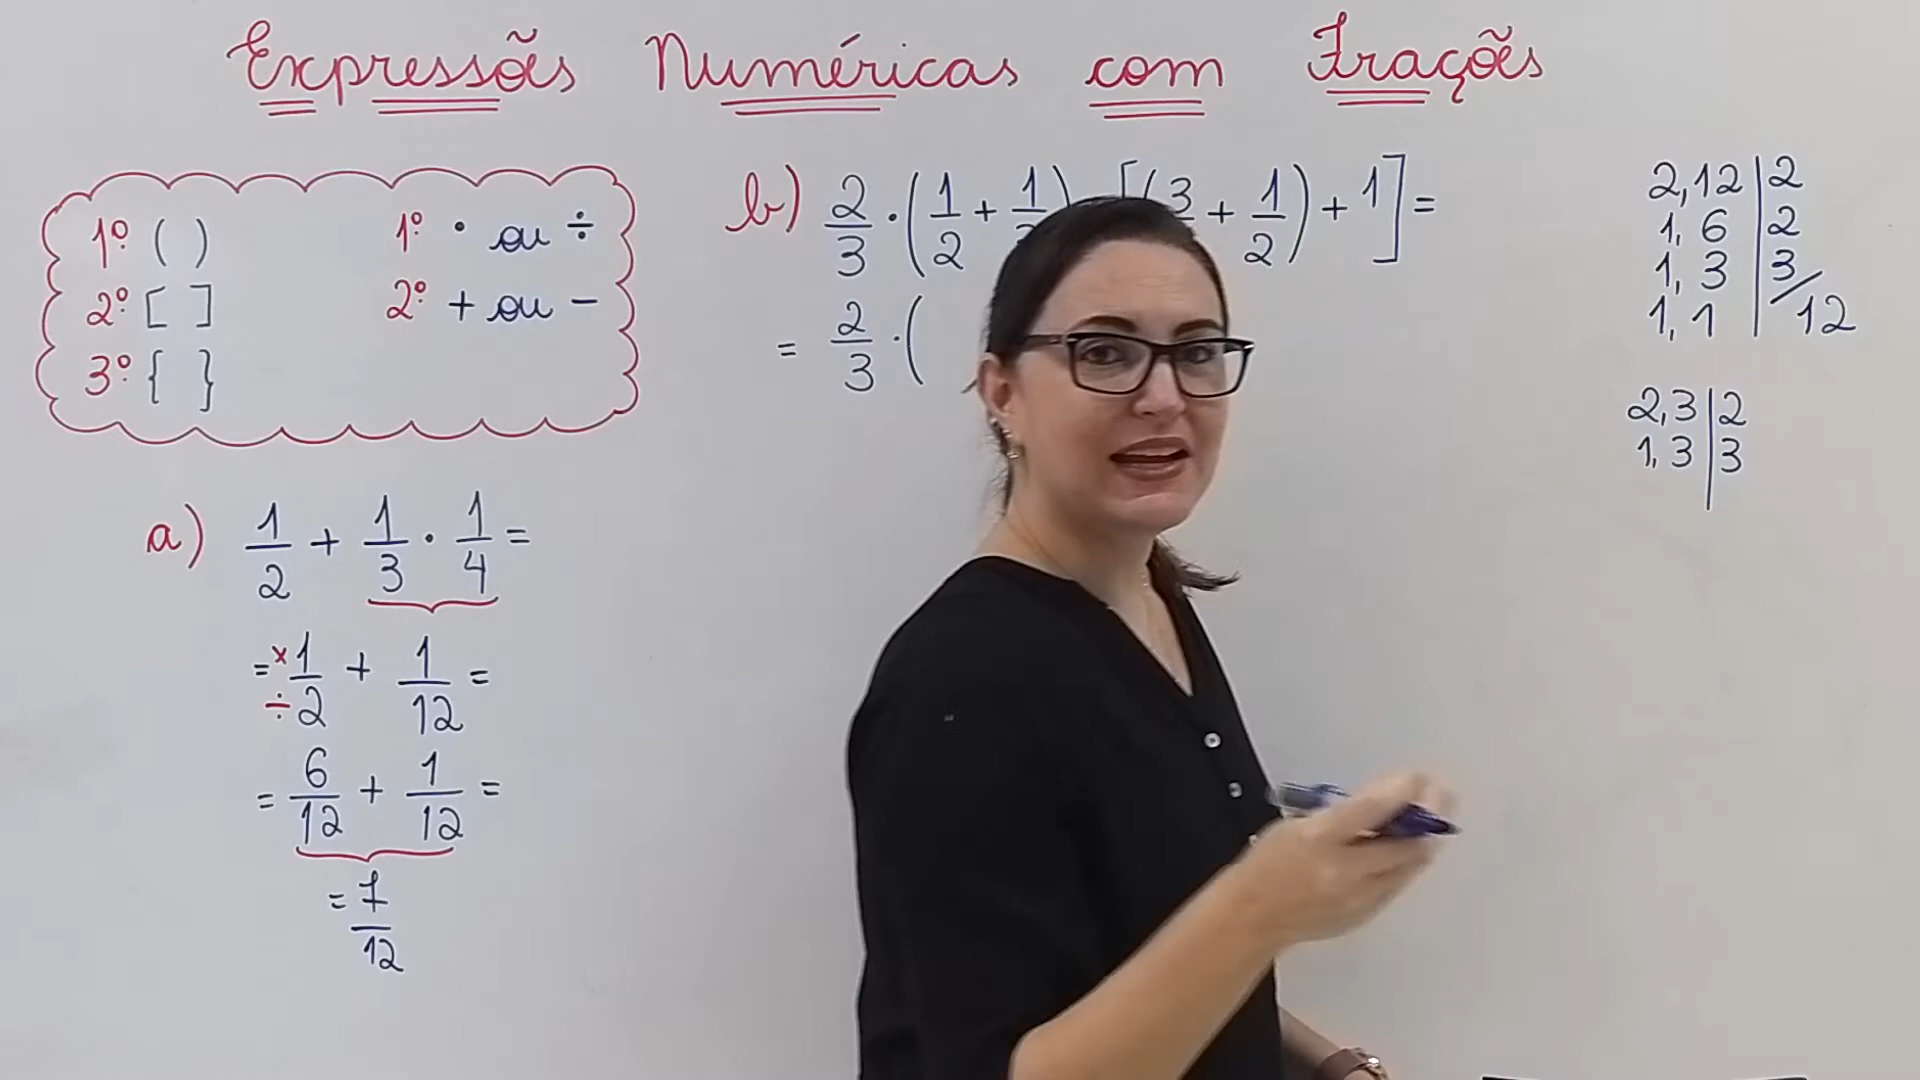 Expressões Numéricas com Frações
1º ( )   1º · ou ÷
2º [ ]   2º + ou −
3º { }
a) 1/2 + 1/3 · 1/4 =
= × 1/2 ÷ + 1/12 =
= 6/12 + 1/12 =
= 7/12
b) 2/3 · (1/2 + 1/ ) [(3/ + 1/2) + 1] =
= 2/3 · (
2, 12 | 2
1, 6 | 2
1, 3 | 3
1, 1 / 12
2, 3 | 2
1, 3 | 3